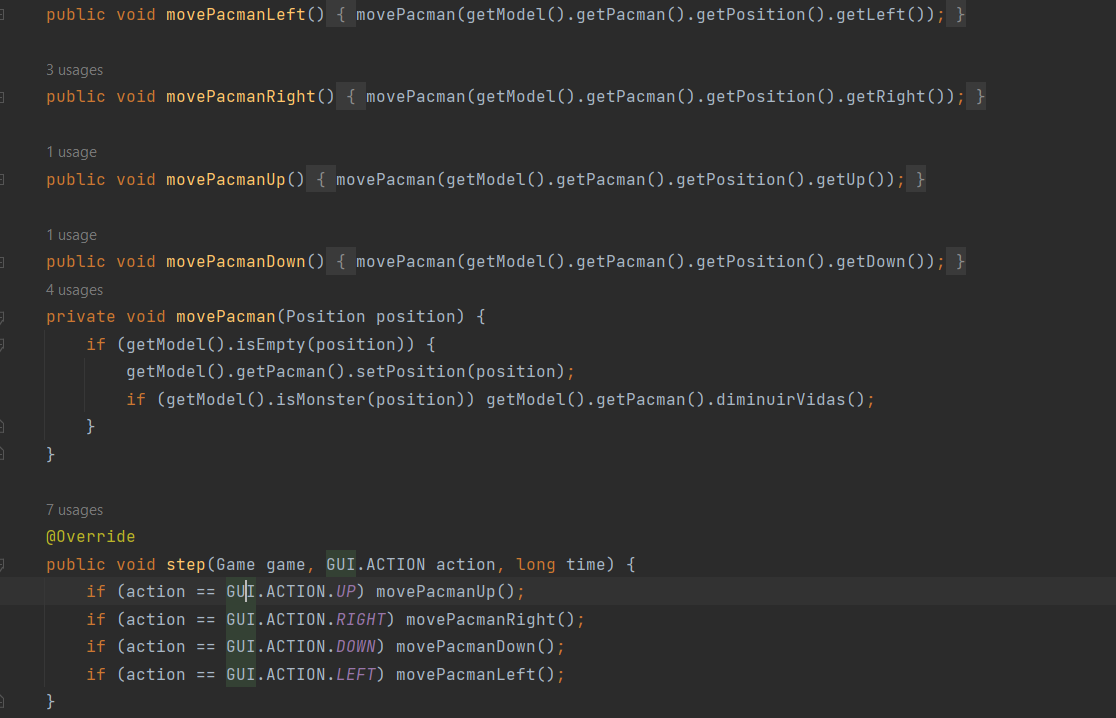 public void movePacmanLeft() { movePacman(getModel().getPacman().getPosition().getLeft()); }
3 usages
public void movePacmanRight() { movePacman(getModel().getPacman().getPosition().getRight()); }
1 usage
public void movePacmanUp() { movePacman(getModel().getPacman().getPosition().getUp()); }
1 usage
public void movePacmanDown() { movePacman(getModel().getPacman().getPosition().getDown()); }
4 usages
private void movePacman(Position position) {
if (getModel().isEmpty(position)) {
getModel().getPacman().setPosition(position);
if (getModel().isMonster(position)) getModel().getPacman().diminuirVidas();
}
}
7 usages
@Override
public void step(Game game, GUI.ACTION action, long time) {
if (action == GUI.ACTION.UP) movePacmanUp();
if (action == GUI.ACTION.RIGHT) movePacmanRight();
if (action == GUI.ACTION.DOWN) movePacmanDown();
if (action == GUI.ACTION.LEFT) movePacmanLeft();
}